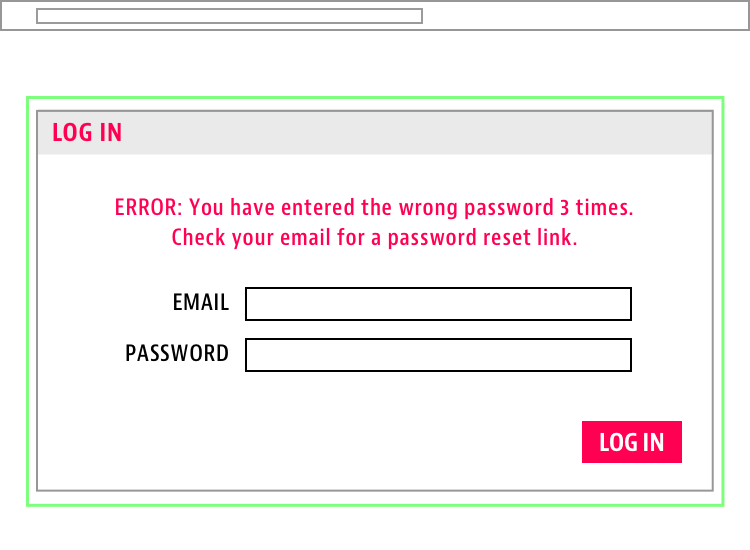 LOG IN
ERROR: You have entered the wrong password 3 times.
Check your email for a password reset link.
EMAIL
PASSWORD
LOG IN